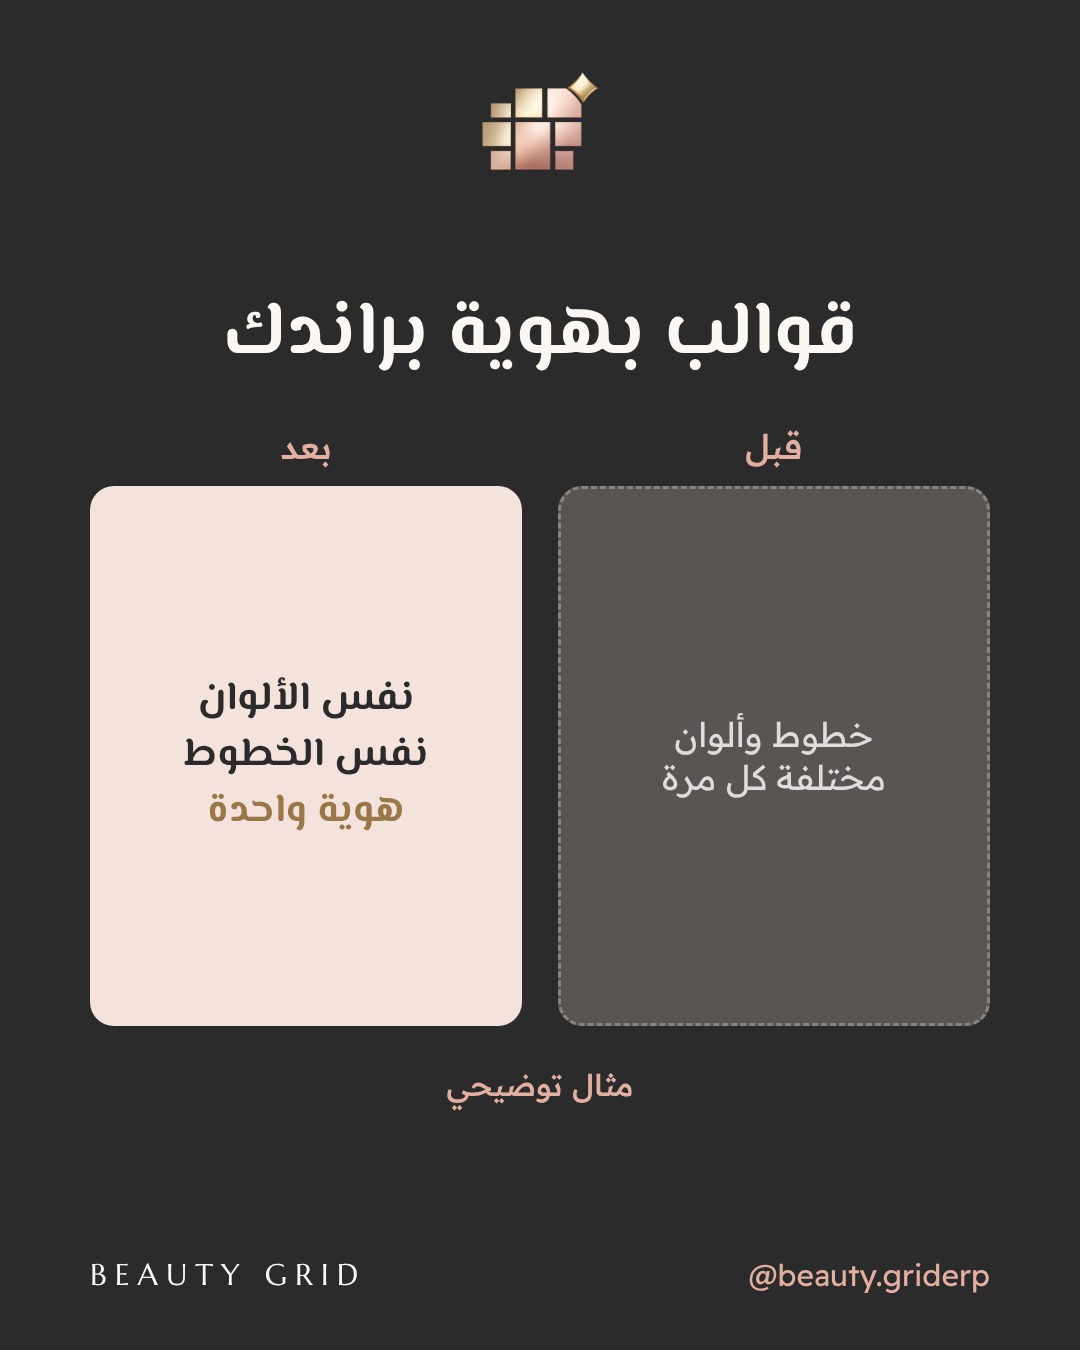 قوالب بهوية براندك
قبل
خطوط وألوان
مختلفة كل مرة
بعد
نفس الألوان
نفس الخطوط
هوية واحدة
مثال توضيحي
BEAUTY GRID
@beauty.griderp